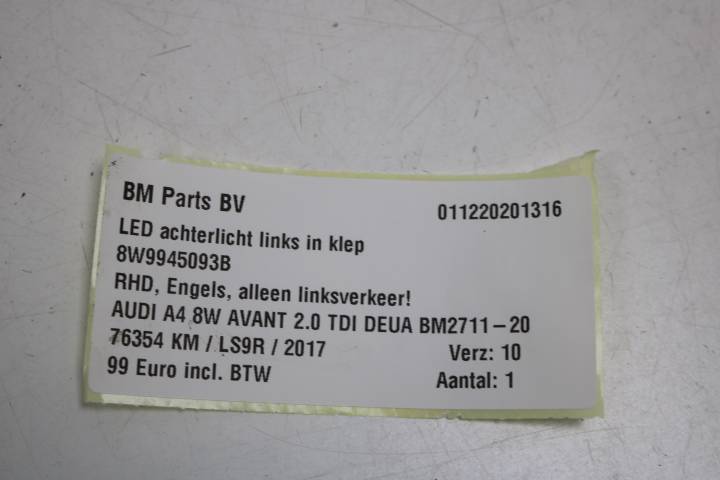 BM Parts BV 011220201316
LED achterlicht links in klep
8W9945093B
RHD, Engels, alleen linksverkeer!
AUDI A4 8W AVANT 2.0 TDI DEUA BM2711-20
76354 KM / LS9R / 2017 Verz: 10
99 Euro incl. BTW Aantal: 1